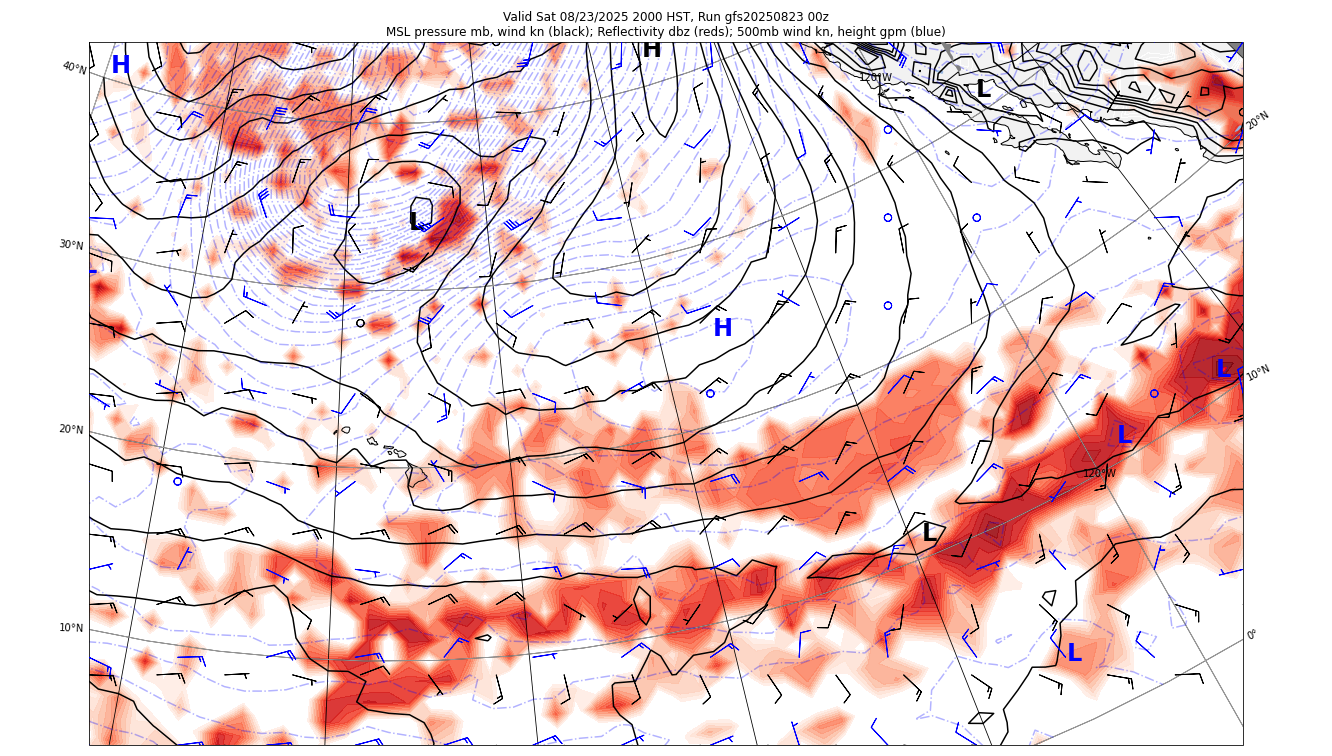 Valid Sat 08/23/2025 2000 HST, Run gfs20250823 00z
MSL pressure mb, wind kn (black); Reflectivity dbz (reds); 500mb wind kn, height gpm (blue)
H
H
40°N
120°W
L
20°N
L
30°N
H
L
10°N
20°N
L
120°W
L
10°N
0°
L